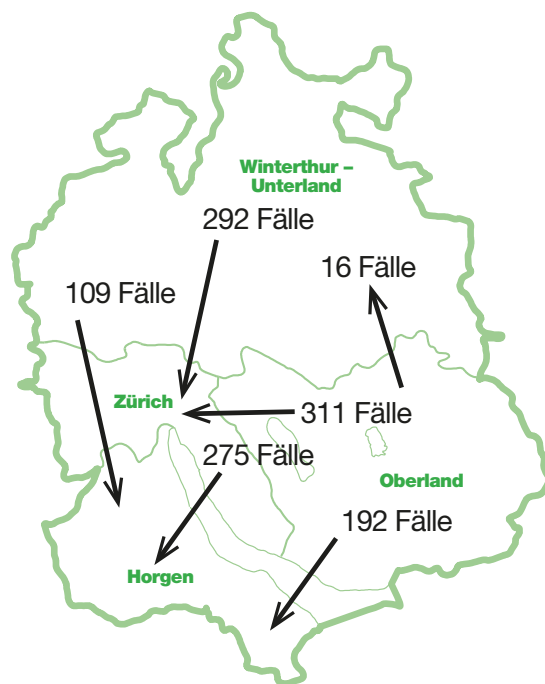 Winterthur –
Unterland
292 Fälle
16 Fälle
109 Fälle
Zürich
311 Fälle
275 Fälle
Oberland
192 Fälle
Horgen